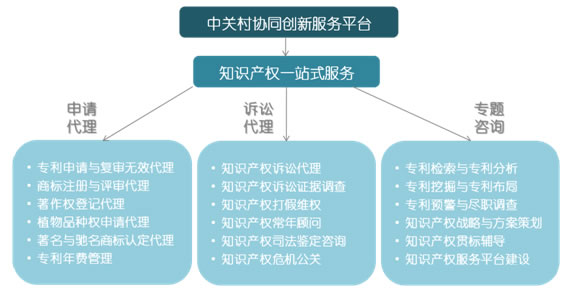 中关村协同创新服务平台
知识产权一站式服务
申请
代理
诉讼
代理
专题
咨询
• 专利申请与复审无效代理
• 商标注册与评审代理
• 著作权登记代理
• 植物品种权申请代理
• 著名与驰名商标认定代理
• 专利年费管理
• 知识产权诉讼代理
• 知识产权诉讼证据调查
• 知识产权打假维权
• 知识产权常年顾问
• 知识产权司法鉴定咨询
• 知识产权危机公关
• 专利检索与专利分析
• 专利挖掘与专利布局
• 专利预警与尽职调查
• 知识产权战略与方案策划
• 知识产权贯标辅导
• 知识产权服务平台建设